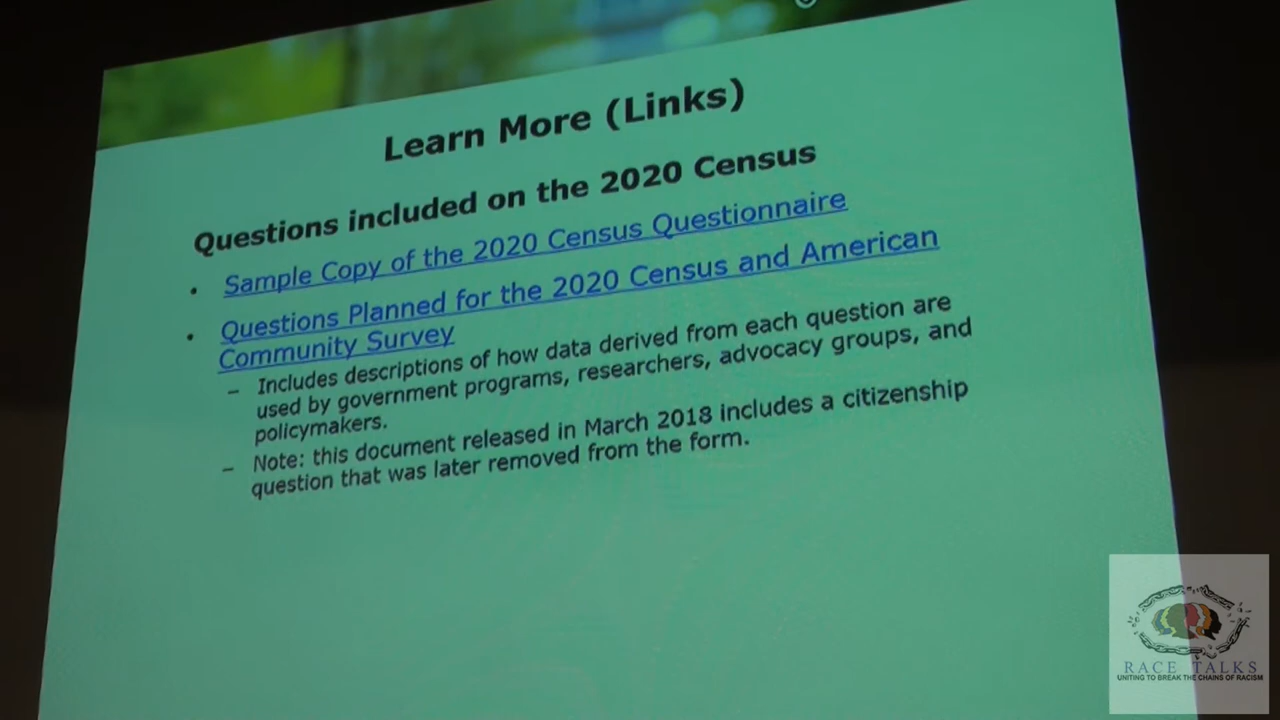 Learn More (Links)
Questions included on the 2020 Census
• Sample Copy of the 2020 Census Questionnaire
• Questions Planned for the 2020 Census and American
Community Survey
– Includes descriptions of how data derived from each question are
used by government programs, researchers, advocacy groups, and
policymakers.
– Note: this document released in March 2018 includes a citizenship
question that was later removed from the form.
RACE TALKS
UNITING TO BREAK THE CHAINS OF RACISM